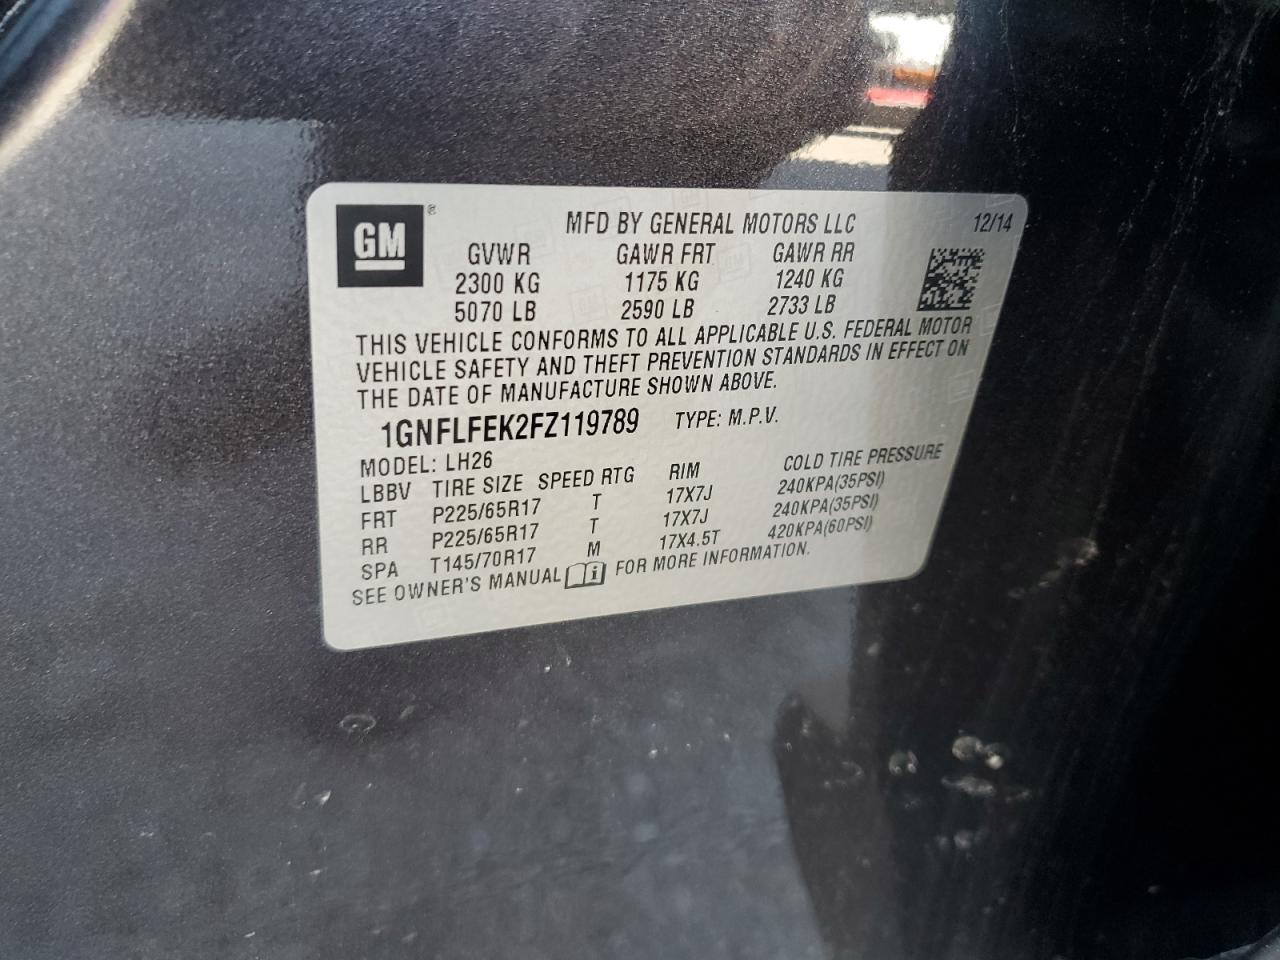 GM ® MFD BY GENERAL MOTORS LLC 12/14
GVWR GAWR FRT GAWR RR
2300 KG 1175 KG 1240 KG
5070 LB 2590 LB 2733 LB
THIS VEHICLE CONFORMS TO ALL APPLICABLE U.S. FEDERAL MOTOR
VEHICLE SAFETY AND THEFT PREVENTION STANDARDS IN EFFECT ON
THE DATE OF MANUFACTURE SHOWN ABOVE.
1GNFLFEK2FZ119789 TYPE: M.P.V.
MODEL: LH26
LBBV TIRE SIZE SPEED RTG RIM COLD TIRE PRESSURE
FRT P225/65R17 T 17X7J 240KPA(35PSI)
RR P225/65R17 T 17X7J 240KPA(35PSI)
SPA T145/70R17 M 17X4.5T 420KPA(60PSI)
SEE OWNER'S MANUAL i FOR MORE INFORMATION.